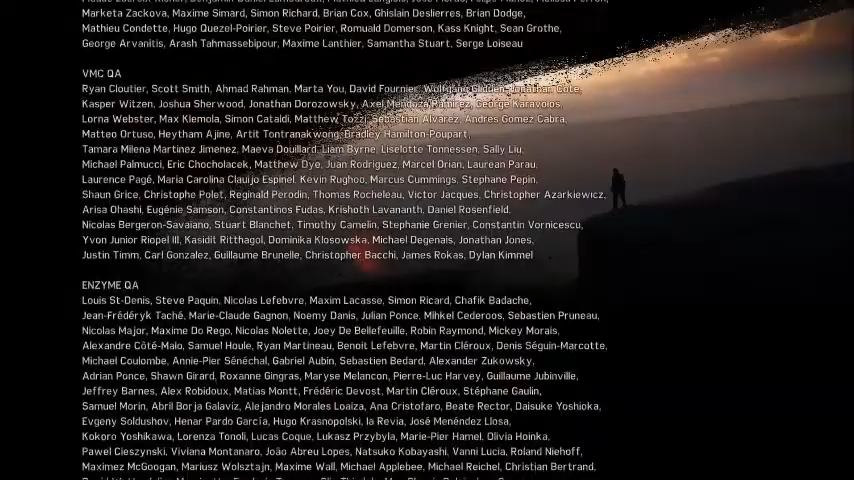 Marketa Zackova, Maxime Simard, Simon Richard, Brian Cox, Ghislain Deslierres, Brian Dodge,
Mathieu Condette, Hugo Quezel-Poirier, Steve Poirier, Romuald Domerson, Kass Knight, Sean Grothe,
George Arvanitis, Arash Tahmassebipour, Maxime Lanthier, Samantha Stuart, Serge Loiseau
VMC QA
Ryan Cloutier, Scott Smith, Ahmad Rahman, Marta You, David Fournier, Wolfgang Glidden, Jonathan Côté,
Kasper Witzen, Joshua Sherwood, Jonathan Dorozowsky, Axel Mendoza Ramirez, George Karavolos,
Lorna Webster, Max Klemola, Simon Cataldi, Matthew Tozzi, Sebastian Alvarez, Andres Gomez Cabra,
Matteo Ortuso, Heytham Ajine, Artit Tontranakwong, Bradley Hamilton-Poupart,
Tamara Milena Martinez Jimenez, Maeva Douillard, Liam Byrne, Liselotte Tonnessen, Sally Liu,
Michael Palmucci, Eric Chocholacek, Matthew Dye, Juan Rodriguez, Marcel Orian, Laurean Parau,
Laurence Pagé, Maria Carolina Claujo Espinel, Kevin Rughoo, Marcus Cummings, Stephane Pepin,
Shaun Grice, Christophe Polet, Reginald Perodin, Thomas Rocheleau, Victor Jacques, Christopher Azarkiewicz,
Arisa Ohashi, Eugénie Samson, Constantinos Fudas, Krishoth Lavananth, Daniel Rosenfield,
Nicolas Bergeron-Savaiano, Stuart Blanchet, Timothy Camelin, Stephanie Grenier, Constantin Vornicescu,
Yvon Junior Riopel III, Kasidit Ritthagol, Dominika Klosowska, Michael Degenais, Jonathan Jones,
Justin Timm, Carl Gonzalez, Guillaume Brunelle, Christopher Bacchi, James Rokas, Dylan Kimmel
ENZYME QA
Louis St-Denis, Steve Paquin, Nicolas Lefebvre, Maxim Lacasse, Simon Ricard, Chafik Badache,
Jean-Frédéryk Taché, Marie-Claude Gagnon, Noemy Danis, Julian Ponce, Mihkel Cederoos, Sebastien Pruneau,
Nicolas Major, Maxime Do Rego, Nicolas Nolette, Joey De Bellefeuille, Robin Raymond, Mickey Morais,
Alexandre Côté-Maio, Samuel Houle, Ryan Martineau, Benoit Lefebvre, Martin Cléroux, Denis Séguin-Marcotte,
Michael Coulombe, Annie-Pier Sénéchal, Gabriel Aubin, Sebastien Bedard, Alexander Zukowsky,
Adrian Ponce, Shawn Girard, Roxanne Gingras, Maryse Melancon, Pierre-Luc Harvey, Guillaume Jubinville,
Jeffrey Barnes, Alex Robidoux, Matias Montt, Frédéric Devost, Martin Cléroux, Stéphane Gaulin,
Samuel Morin, Abril Borja Galaviz, Alejandro Morales Loaiza, Ana Cristofaro, Beate Rector, Daisuke Yoshioka,
Evgeny Soldushov, Henar Pardo García, Hugo Krasnopolski, Ia Revia, José Menéndez Llosa,
Kokoro Yoshikawa, Lorenza Tonoli, Lucas Coque, Lukasz Przybyla, Marie-Pier Hamel, Olivia Hoinka,
Pawel Cieszynski, Viviana Montanaro, João Abreu Lopes, Natsuko Kobayashi, Vanni Lucia, Roland Niehoff,
Maximez McGoogan, Mariusz Wolsztajn, Maxime Wall, Michael Applebee, Michael Reichel, Christian Bertrand,